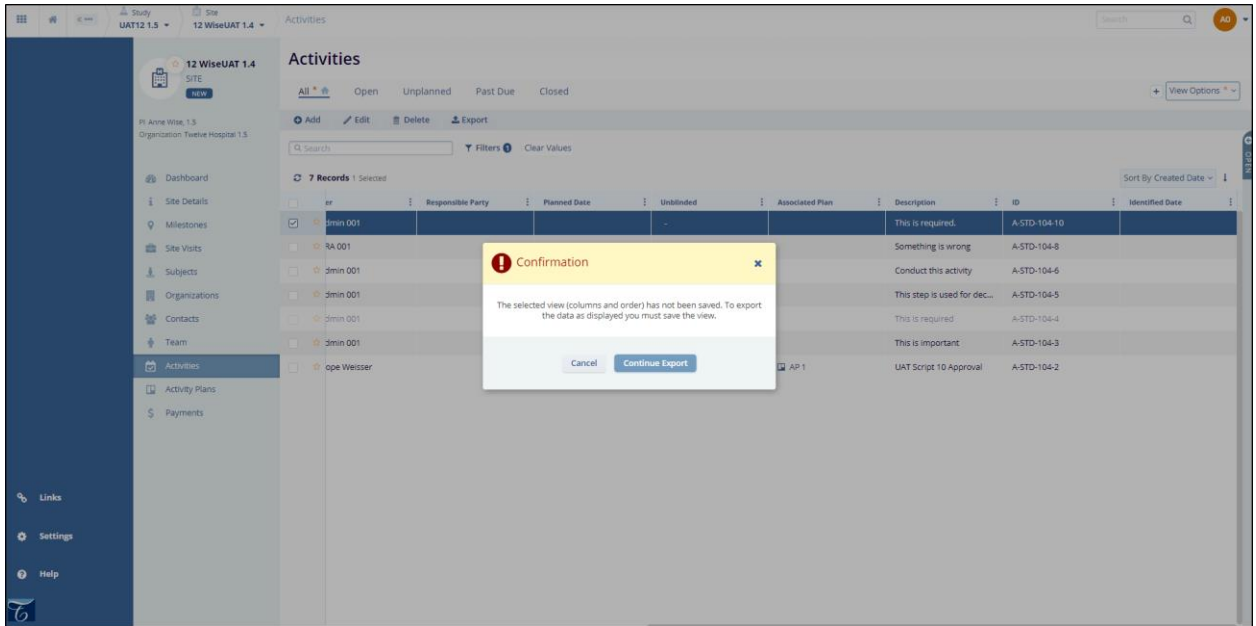 Study
UAT12 1.5
Site
12 WiseUAT 1.4
Activities
Search
AO
12 WiseUAT 1.4
SITE
NEW
PI: Anne Wise, 1.5
Organization Twelve Hospital 1.5
Dashboard
Site Details
Milestones
Site Visits
Subjects
Organizations
Contacts
Team
Activities
Activity Plans
Payments
Links
Settings
Help
Activities
All * Open Unplanned Past Due Closed
+ View Options *
Add Edit Delete Export
Search Filters 1 Clear Values
7 Records 1 Selected Sort By Created Date
OPEN
er Responsible Party Planned Date Unblinded Associated Plan Description ID Identified Date
dmin 001 - This is required. A-STD-104-10
RA 001 Something is wrong A-STD-104-8
dmin 001 Conduct this activity A-STD-104-6
dmin 001 This step is used for dec... A-STD-104-5
dmin 001 This is required A-STD-104-4
dmin 001 This is important A-STD-104-3
ope Weisser AP 1 UAT Script 10 Approval A-STD-104-2
Confirmation
The selected view (columns and order) has not been saved. To export
the data as displayed you must save the view.
Cancel Continue Export